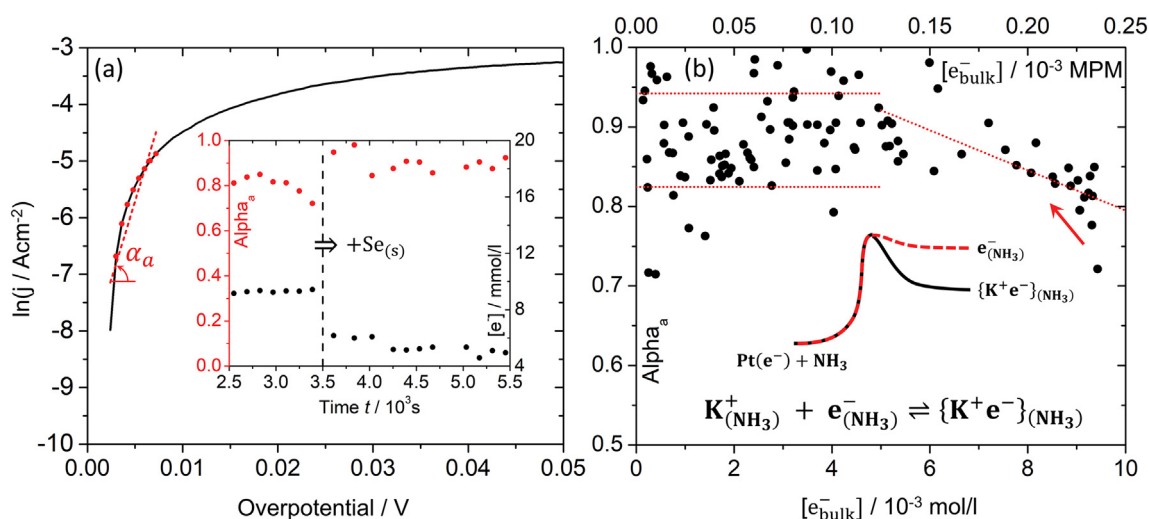 (a)
ln(j / Acm⁻²)
-3
-4
-5
-6
-7
-8
-9
-10
0.00 0.01 0.02 0.03 0.04 0.05
Overpotential / V
αₐ
Alphaₐ
1.0
0.8
0.6
0.4
0.2
0.0
20
16
12
8
4
[e⁻] / mmol/l
⇒ +Se₍s₎
2.5 3.0 3.5 4.0 4.5 5.0 5.5
Time t / 10³s
0.00 0.05 0.10 0.15 0.20 0.25
(b)
[e⁻bulk] / 10⁻³ MPM
Alphaₐ
1.0
0.9
0.8
0.7
0.6
0.5
e⁻(NH₃)
{K⁺e⁻}(NH₃)
Pt(e⁻) + NH₃
K⁺(NH₃) + e⁻(NH₃) ⇌ {K⁺e⁻}(NH₃)
0 2 4 6 8 10
[e⁻bulk] / 10⁻³ mol/l